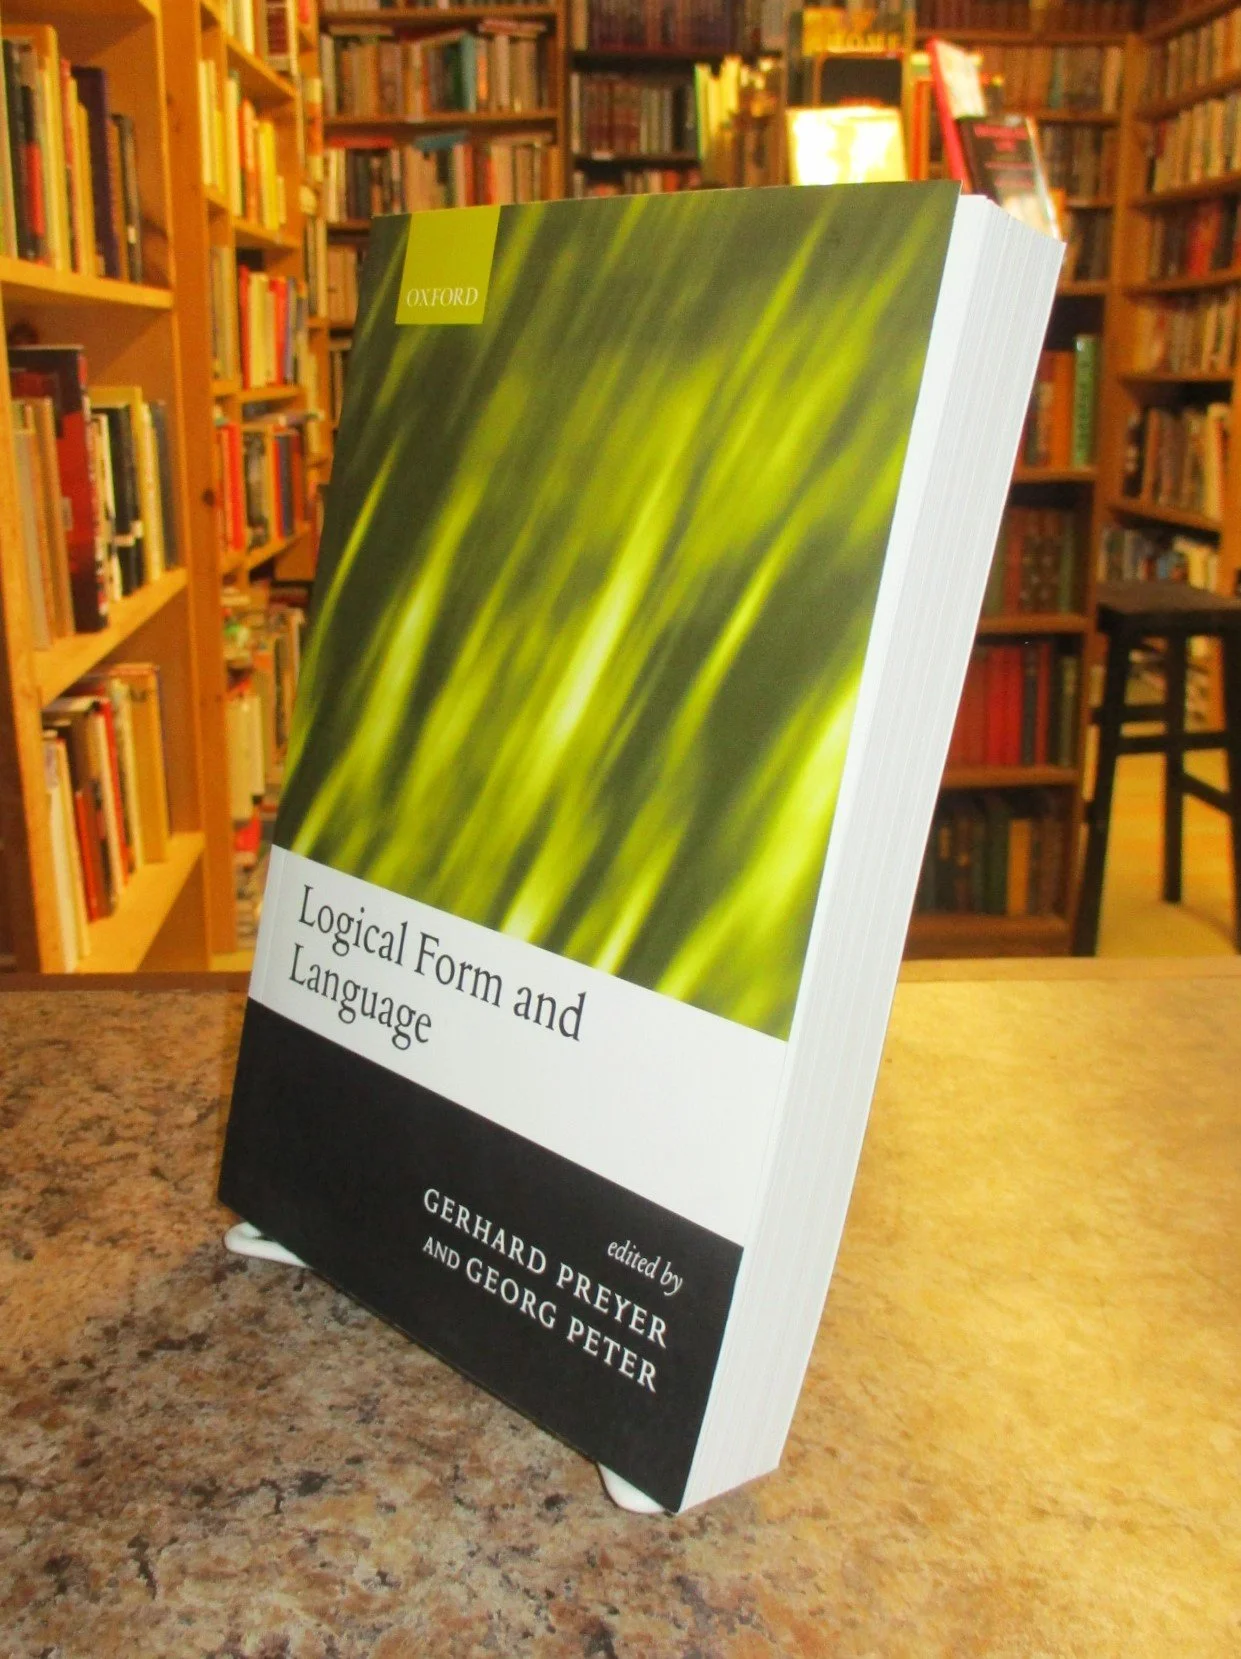 OXFORD
Logical Form and
Language
edited by
GERHARD PREYER
AND GEORG PETER